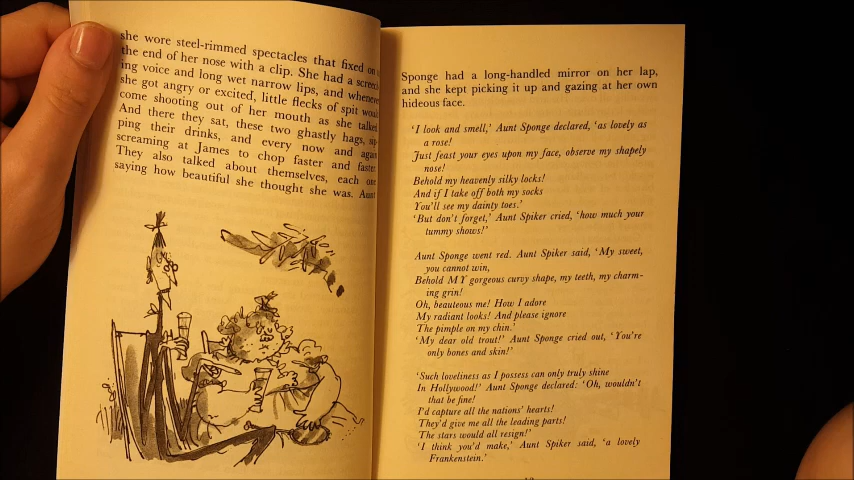 she wore steel-rimmed spectacles that fixed on
the end of her nose with a clip. She had a screech-
ing voice and long wet narrow lips, and whenever
she got angry or excited, little flecks of spit would
come shooting out of her mouth as she talked.
And there they sat, these two ghastly hags, sip-
ping their drinks, and every now and again
screaming at James to chop faster and faster.
They also talked about themselves, each one
saying how beautiful she thought she was. Aunt
Sponge had a long-handled mirror on her lap,
and she kept picking it up and gazing at her own
hideous face.
‘I look and smell,’ Aunt Sponge declared, ‘as lovely as
a rose!
Just feast your eyes upon my face, observe my shapely
nose!
Behold my heavenly silky locks!
And if I take off both my socks
You'll see my dainty toes.’
‘But don't forget,’ Aunt Spiker cried, ‘how much your
tummy shows!’
Aunt Sponge went red. Aunt Spiker said, ‘My sweet,
you cannot win,
Behold MY gorgeous curvy shape, my teeth, my charm-
ing grin!
Oh, beauteous me! How I adore
My radiant looks! And please ignore
The pimple on my chin.’
‘My dear old trout!’ Aunt Sponge cried out, ‘You're
only bones and skin!’
‘Such loveliness as I possess can only truly shine
In Hollywood!’ Aunt Sponge declared: ‘Oh, wouldn't
that be fine!
I'd capture all the nations' hearts!
They'd give me all the leading parts!
The stars would all resign!’
‘I think you'd make,’ Aunt Spiker said, ‘a lovely
Frankenstein.’